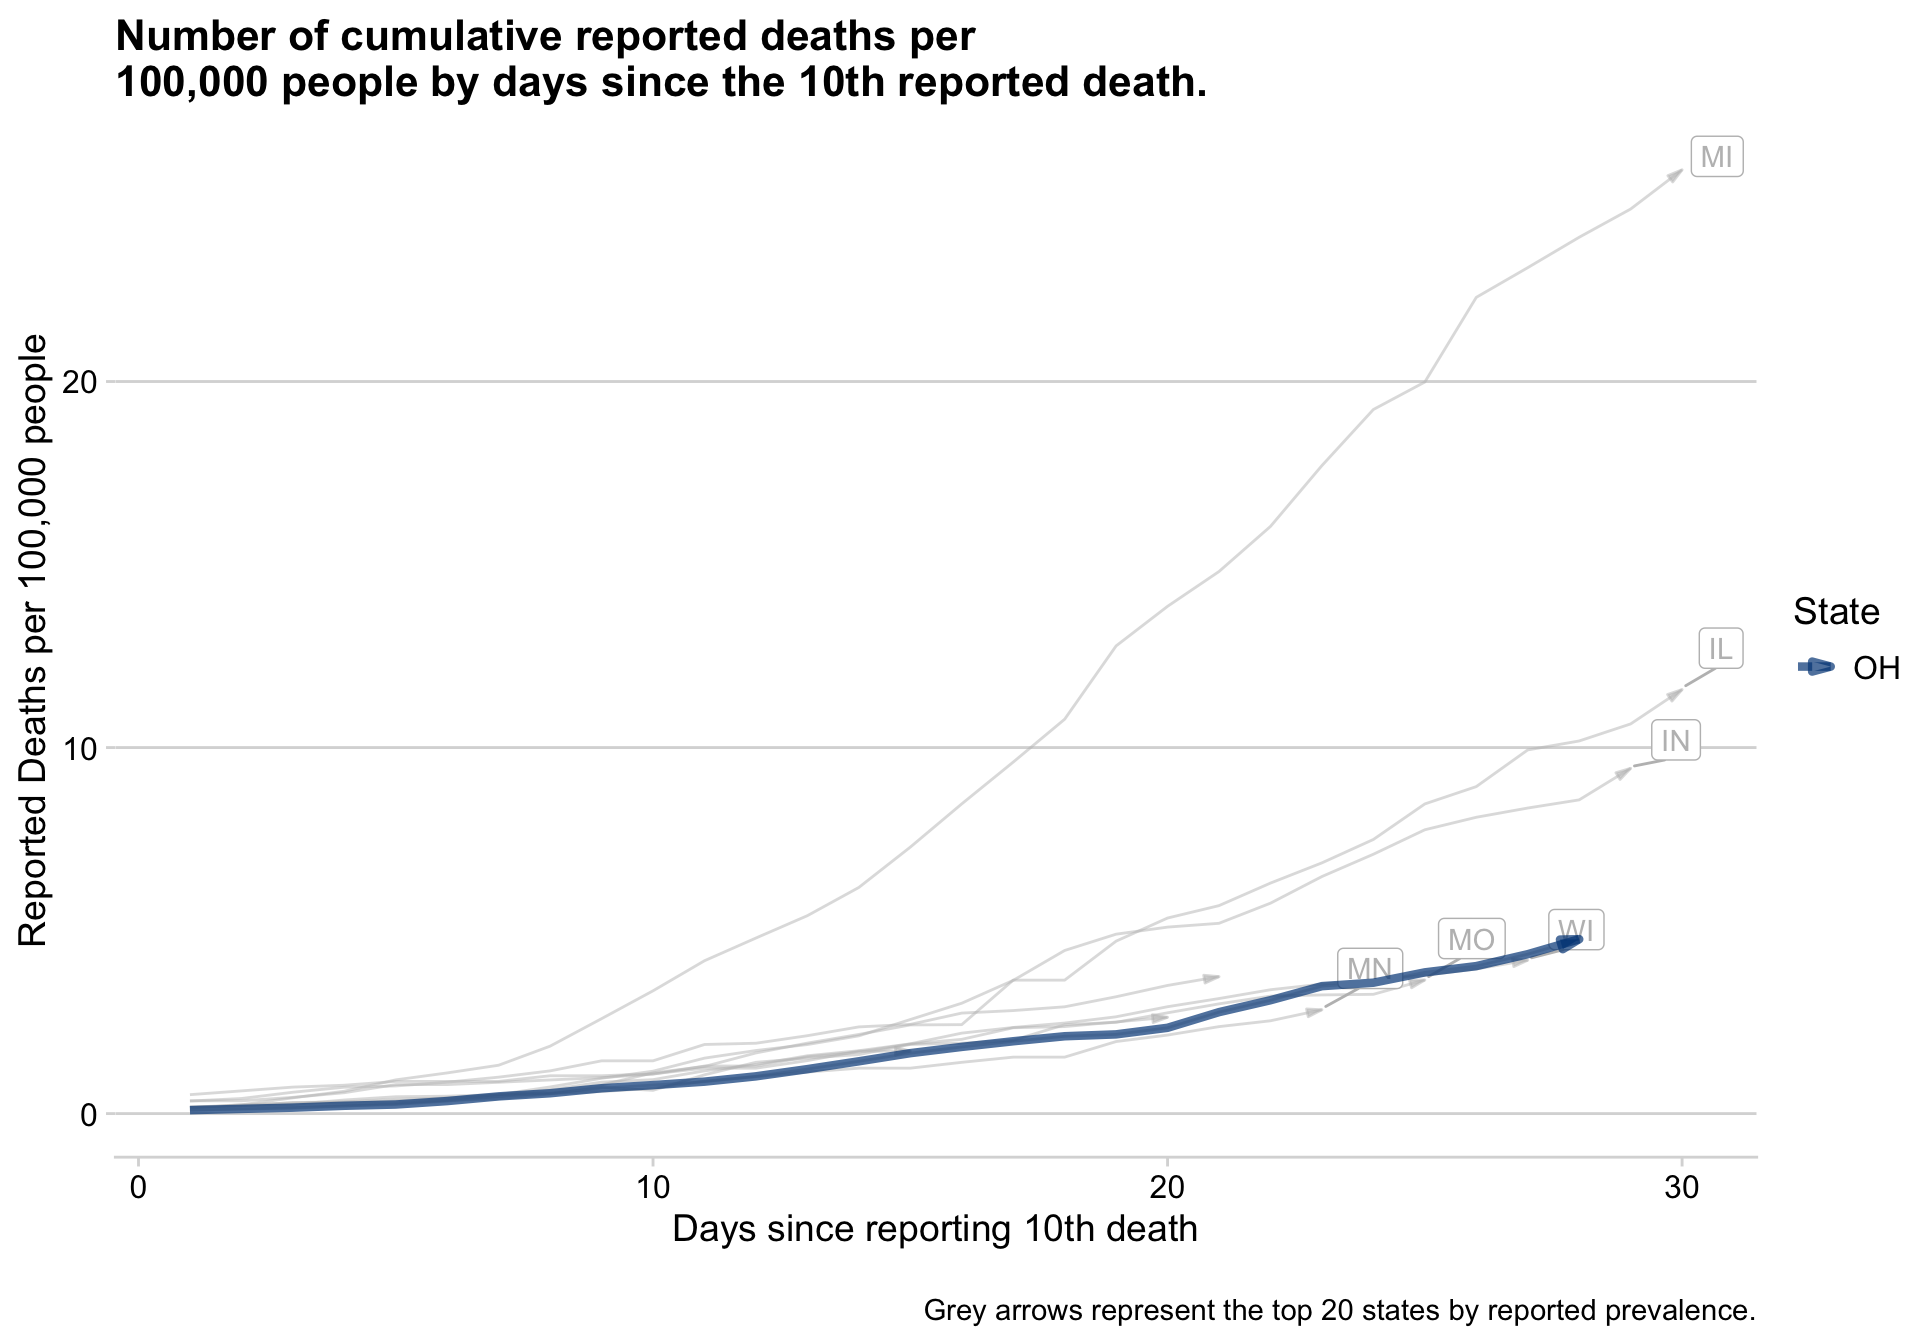 Number of cumulative reported deaths per
100,000 people by days since the 10th reported death.
Reported Deaths per 100,000 people
20
10
0
MI
IL
IN
WI
MO
MN
State
OH
0 10 20 30
Days since reporting 10th death
Grey arrows represent the top 20 states by reported prevalence.